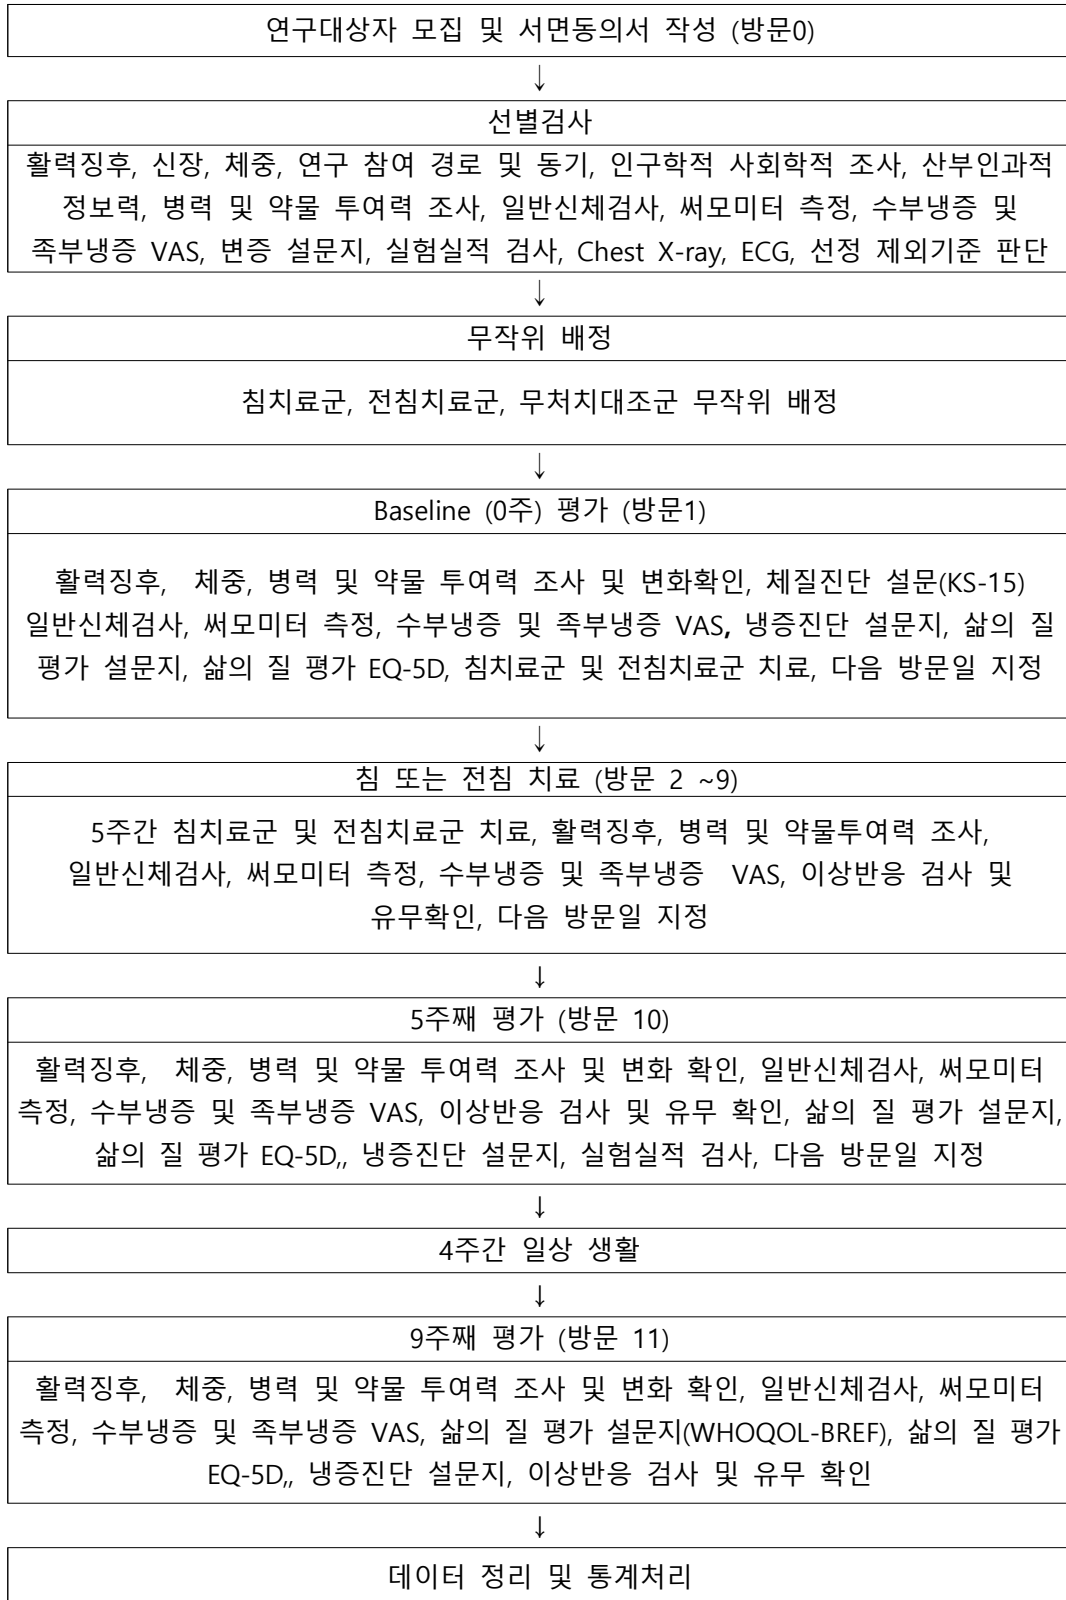 연구대상자 모집 및 서면동의서 작성 (방문0)
↓
선별검사
활력징후, 신장, 체중, 연구 참여 경로 및 동기, 인구학적 사회학적 조사, 산부인과적
정보력, 병력 및 약물 투여력 조사, 일반신체검사, 써모미터 측정, 수부냉증 및
족부냉증 VAS, 변증 설문지, 실험실적 검사, Chest X-ray, ECG, 선정 제외기준 판단
↓
무작위 배정
침치료군, 전침치료군, 무처치대조군 무작위 배정
↓
Baseline (0주) 평가 (방문1)
활력징후, 체중, 병력 및 약물 투여력 조사 및 변화확인, 체질진단 설문(KS-15)
일반신체검사, 써모미터 측정, 수부냉증 및 족부냉증 VAS, 냉증진단 설문지, 삶의 질
평가 설문지, 삶의 질 평가 EQ-5D, 침치료군 및 전침치료군 치료, 다음 방문일 지정
↓
침 또는 전침 치료 (방문 2 ~9)
5주간 침치료군 및 전침치료군 치료, 활력징후, 병력 및 약물투여력 조사,
일반신체검사, 써모미터 측정, 수부냉증 및 족부냉증 VAS, 이상반응 검사 및
유무확인, 다음 방문일 지정
↓
5주째 평가 (방문 10)
활력징후, 체중, 병력 및 약물 투여력 조사 및 변화 확인, 일반신체검사, 써모미터
측정, 수부냉증 및 족부냉증 VAS, 이상반응 검사 및 유무 확인, 삶의 질 평가 설문지,
삶의 질 평가 EQ-5D,, 냉증진단 설문지, 실험실적 검사, 다음 방문일 지정
↓
4주간 일상 생활
↓
9주째 평가 (방문 11)
활력징후, 체중, 병력 및 약물 투여력 조사 및 변화 확인, 일반신체검사, 써모미터
측정, 수부냉증 및 족부냉증 VAS, 삶의 질 평가 설문지(WHOQOL-BREF), 삶의 질 평가
EQ-5D,, 냉증진단 설문지, 이상반응 검사 및 유무 확인
↓
데이터 정리 및 통계처리